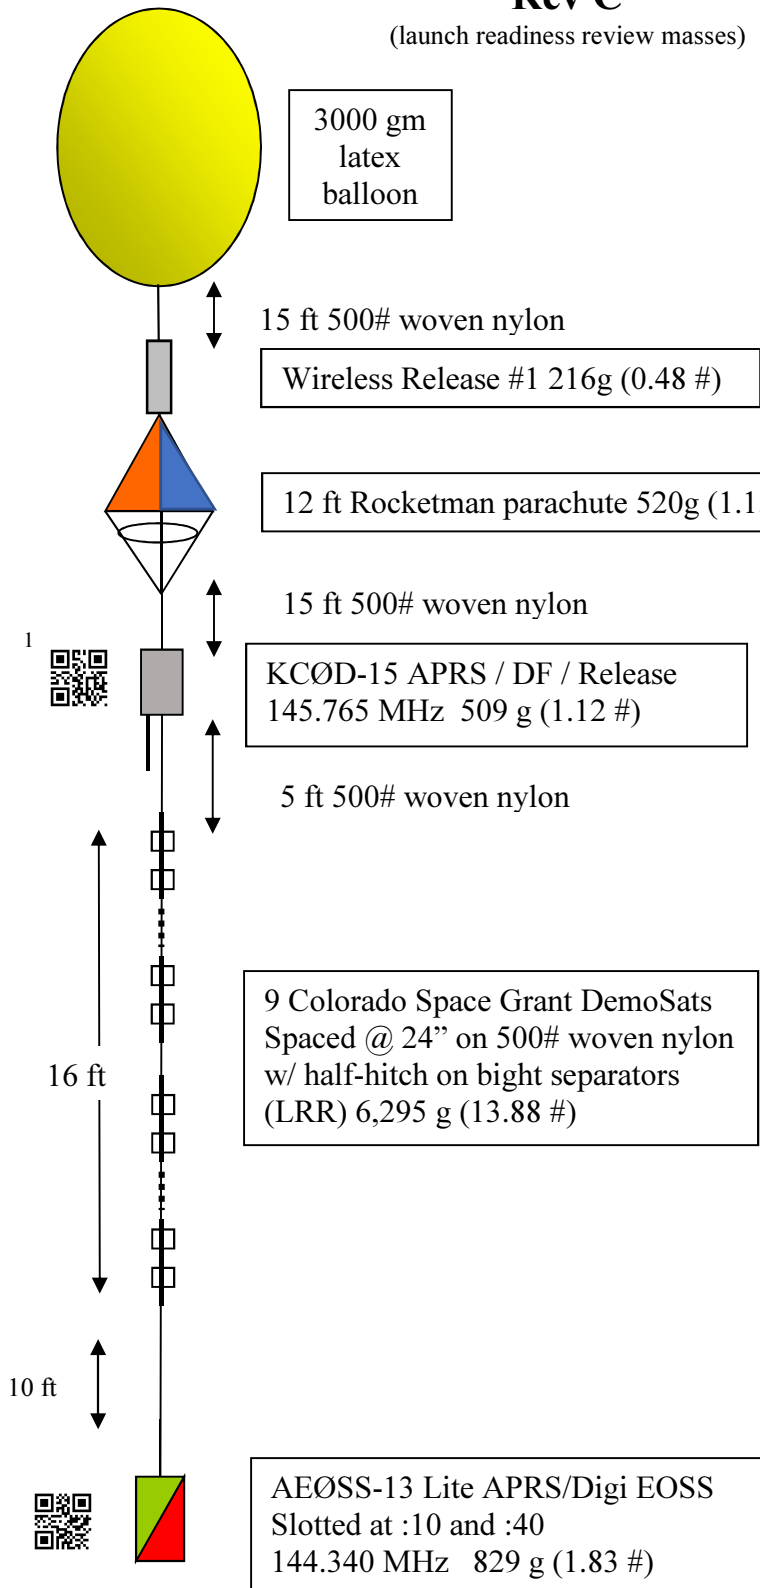 Rev C
(launch readiness review masses)
3000 gm
latex
balloon
15 ft 500# woven nylon
Wireless Release #1 216g (0.48 #)
12 ft Rocketman parachute 520g (1.1
15 ft 500# woven nylon
1
KCØD-15 APRS / DF / Release
145.765 MHz 509 g (1.12 #)
5 ft 500# woven nylon
16 ft
9 Colorado Space Grant DemoSats
Spaced @ 24” on 500# woven nylon
w/ half-hitch on bight separators
(LRR) 6,295 g (13.88 #)
10 ft
AEØSS-13 Lite APRS/Digi EOSS
Slotted at :10 and :40
144.340 MHz 829 g (1.83 #)